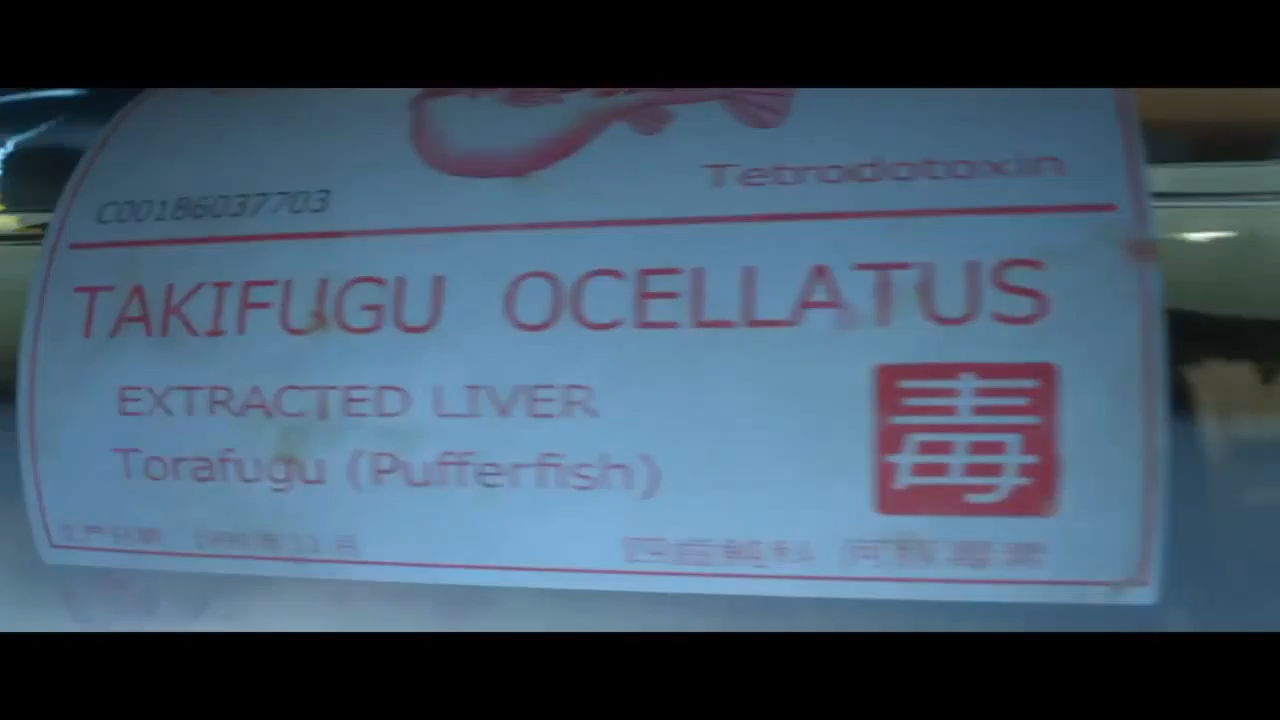 Tetrodotoxin
C00186037703
TAKIFUGU OCELLATUS
EXTRACTED LIVER
Torafugu (Pufferfish)
毒